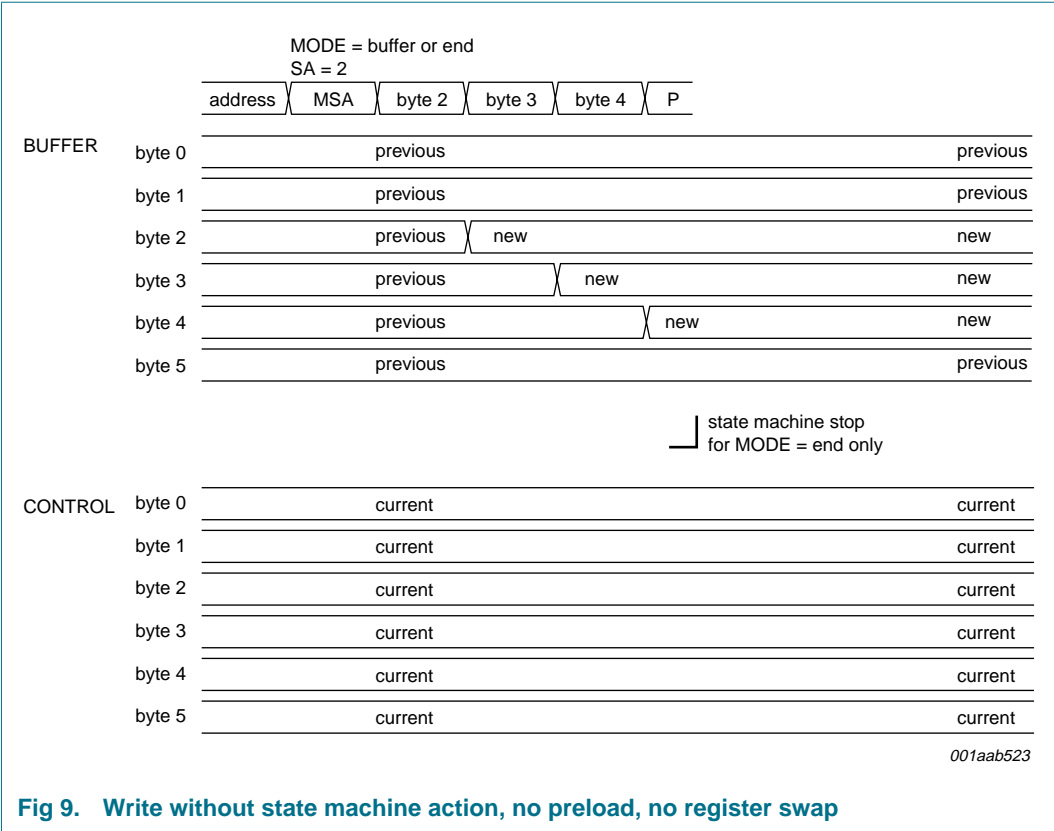 MODE = buffer or end
SA = 2
address MSA byte 2 byte 3 byte 4 P
BUFFER byte 0 previous previous
byte 1 previous previous
byte 2 previous new new
byte 3 previous new new
byte 4 previous new new
byte 5 previous previous
state machine stop
for MODE = end only
CONTROL byte 0 current current
byte 1 current current
byte 2 current current
byte 3 current current
byte 4 current current
byte 5 current current
001aab523
Fig 9. Write without state machine action, no preload, no register swap